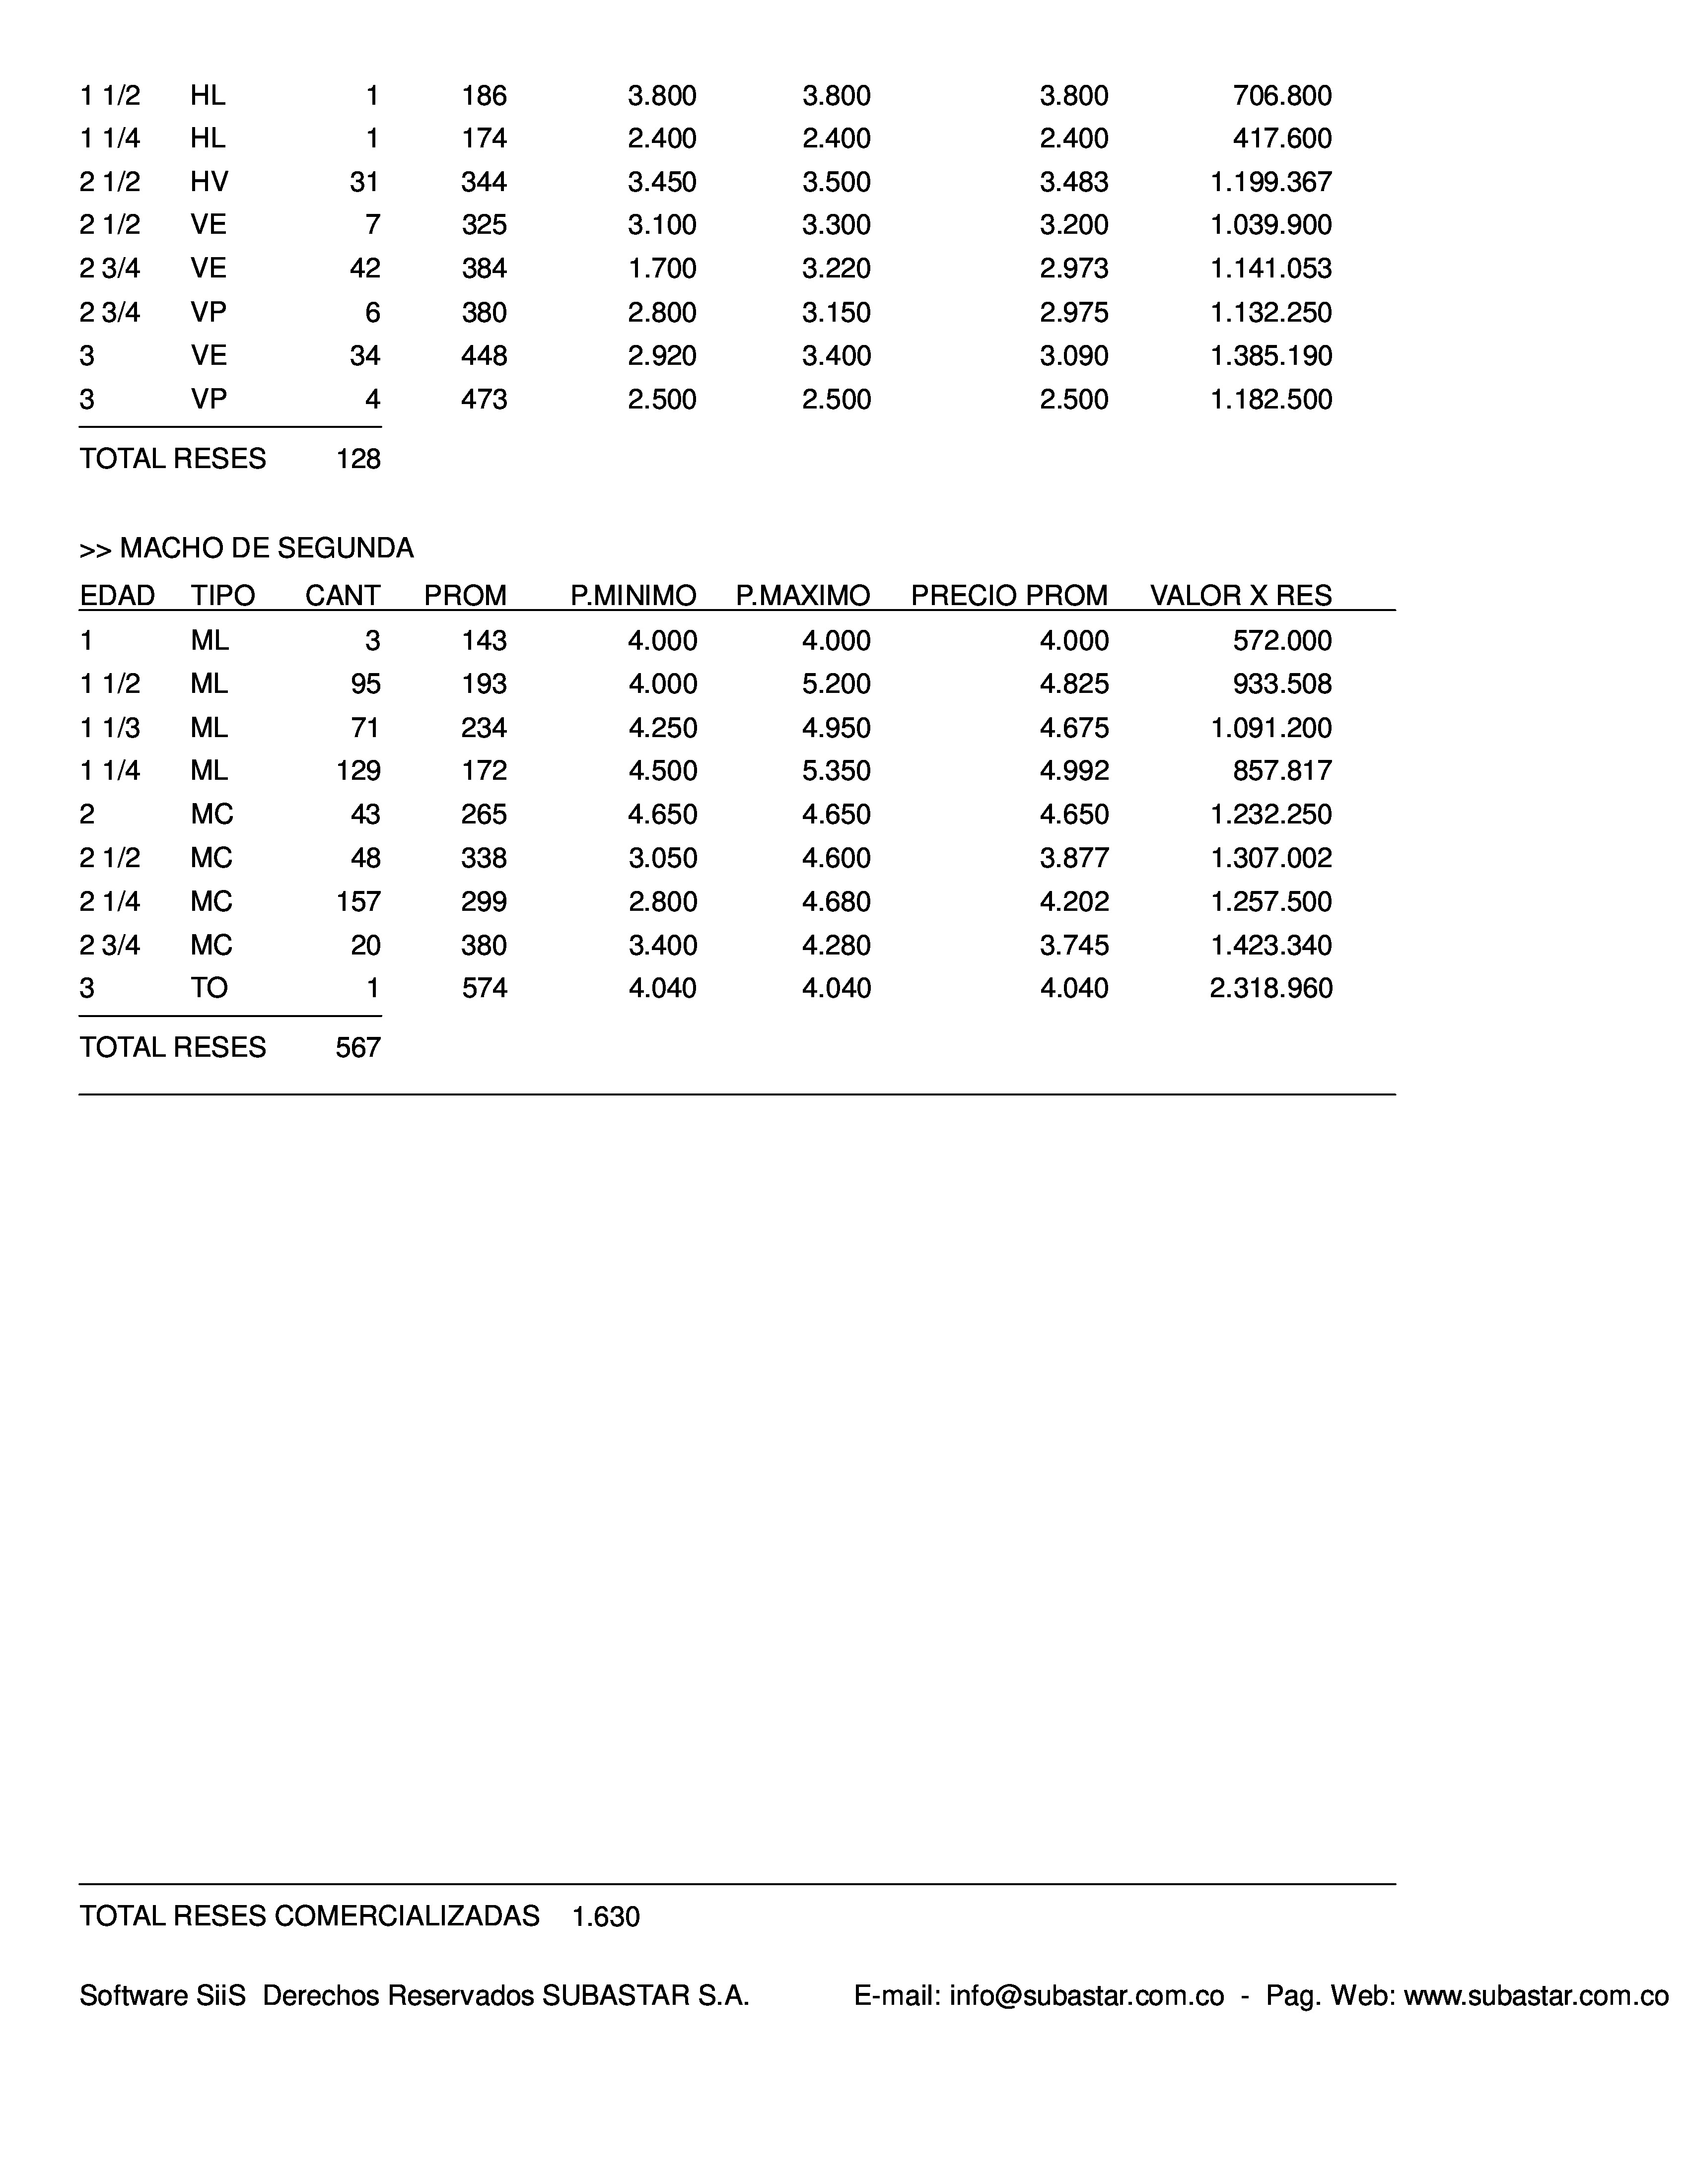 1 1/2 HL 1 186 3.800 3.800 3.800 706.800
1 1/4 HL 1 174 2.400 2.400 2.400 417.600
2 1/2 HV 31 344 3.450 3.500 3.483 1.199.367
2 1/2 VE 7 325 3.100 3.300 3.200 1.039.900
2 3/4 VE 42 384 1.700 3.220 2.973 1.141.053
2 3/4 VP 6 380 2.800 3.150 2.975 1.132.250
3 VE 34 448 2.920 3.400 3.090 1.385.190
3 VP 4 473 2.500 2.500 2.500 1.182.500
TOTAL RESES 128
>> MACHO DE SEGUNDA
EDAD TIPO CANT PROM P.MINIMO P.MAXIMO PRECIO PROM VALOR X RES
1 ML 3 143 4.000 4.000 4.000 572.000
1 1/2 ML 95 193 4.000 5.200 4.825 933.508
1 1/3 ML 71 234 4.250 4.950 4.675 1.091.200
1 1/4 ML 129 172 4.500 5.350 4.992 857.817
2 MC 43 265 4.650 4.650 4.650 1.232.250
2 1/2 MC 48 338 3.050 4.600 3.877 1.307.002
2 1/4 MC 157 299 2.800 4.680 4.202 1.257.500
2 3/4 MC 20 380 3.400 4.280 3.745 1.423.340
3 TO 1 574 4.040 4.040 4.040 2.318.960
TOTAL RESES 567
TOTAL RESES COMERCIALIZADAS 1.630
Software SiiS Derechos Reservados SUBASTAR S.A. E-mail: info@subastar.com.co - Pag. Web: www.subastar.com.co